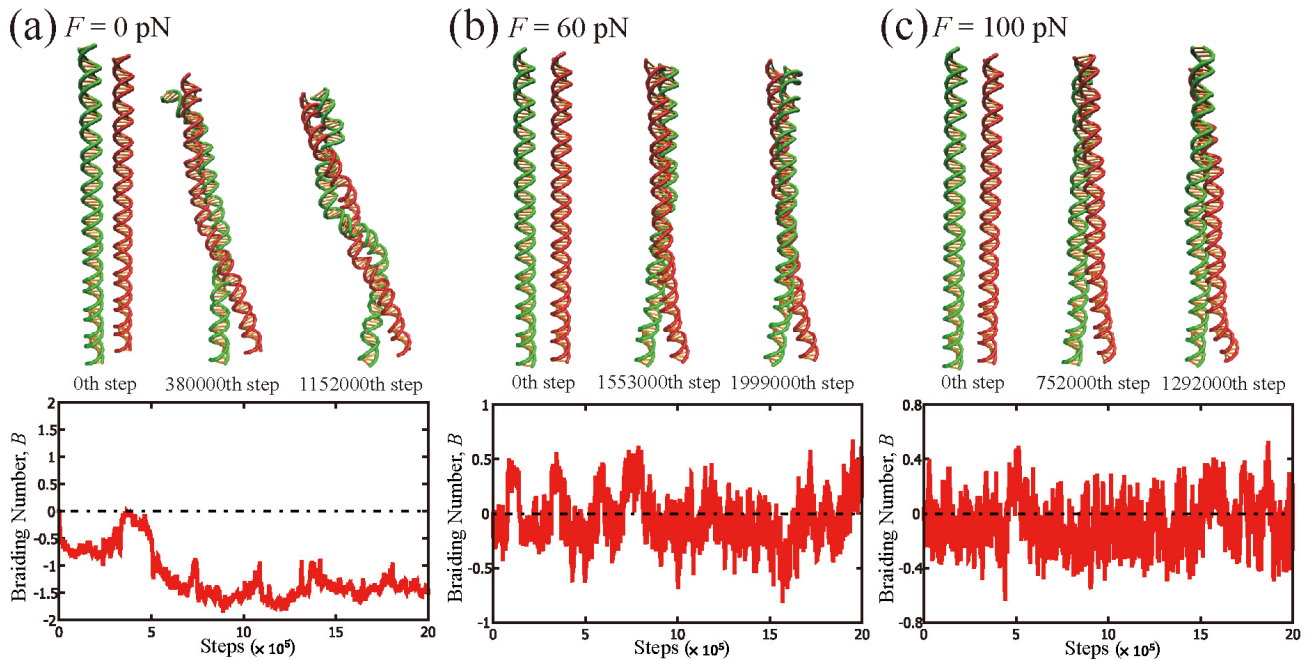 (a) F = 0 pN
0th step
380000th step
1152000th step
Braiding Number, B
2
1.5
1
0.5
0
-0.5
-1
-1.5
-2
0
5
10
15
20
Steps (× 10⁵)
(b) F = 60 pN
0th step
1553000th step
1999000th step
Braiding Number, B
1
0.5
0
-0.5
-1
0
5
10
15
20
Steps (× 10⁵)
(c) F = 100 pN
0th step
752000th step
1292000th step
Braiding Number, B
0.8
0.4
0
-0.4
-0.8
0
5
10
15
20
Steps (× 10⁵)